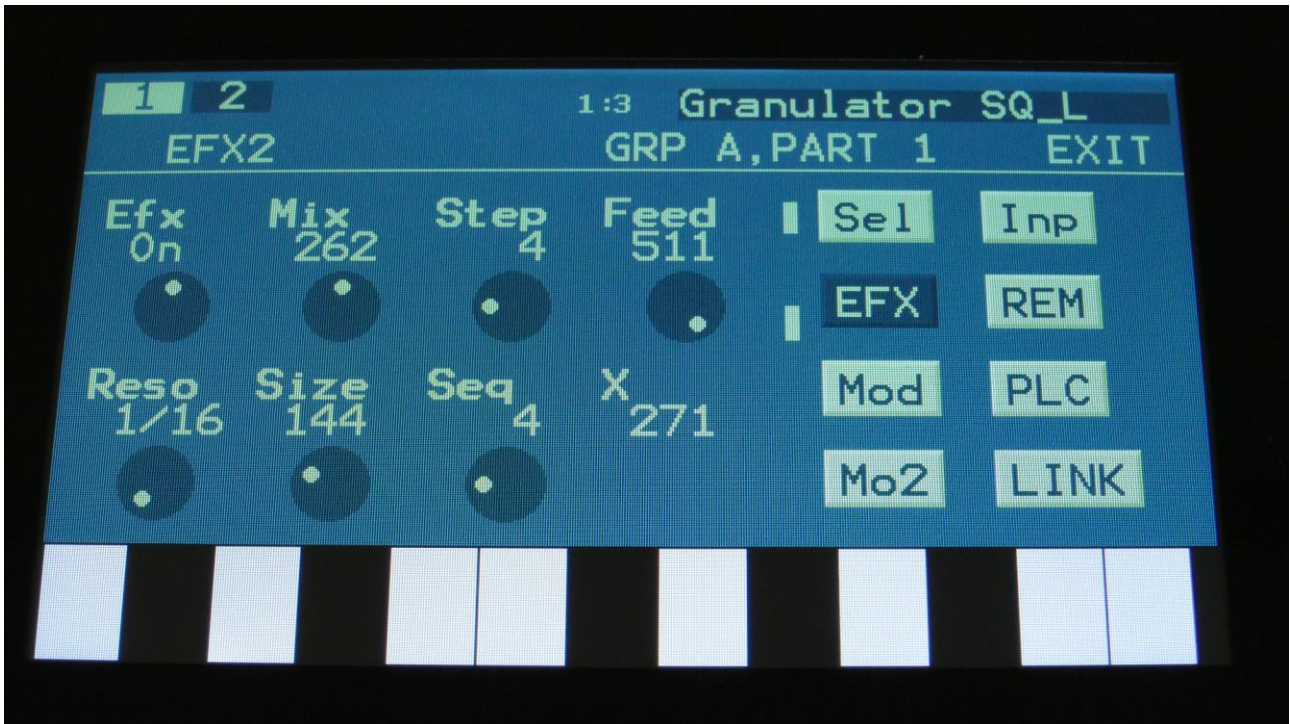 1 2 1:3 Granulator SQ_L
EFX2 GRP A,PART 1 EXIT
Efx Mix Step Feed Sel Inp
On 262 4 511
EFX REM
Reso Size Seq X Mod PLC
1/16 144 4 271
Mo2 LINK